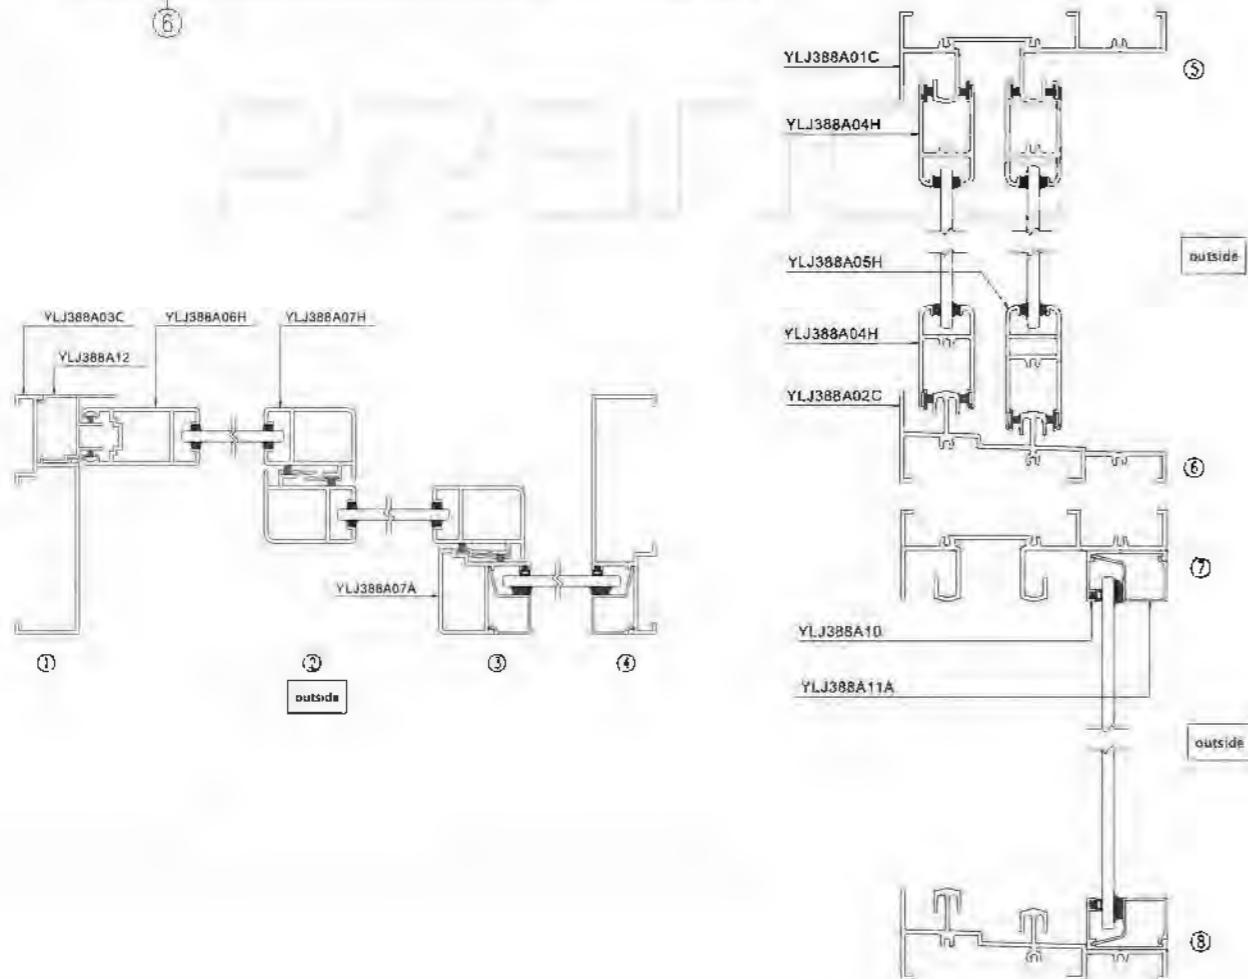 ⑥
YLJ388A01C
⑤
YLJ388A04H
outside
YLJ388A05H
YLJ388A04H
YLJ388A02C
⑥
YLJ388A03C YLJ388A06H YLJ388A07H
YLJ388A12
YLJ388A07A
① ② ③ ④
outside
⑦
YLJ388A10
YLJ388A11A
outside
⑧